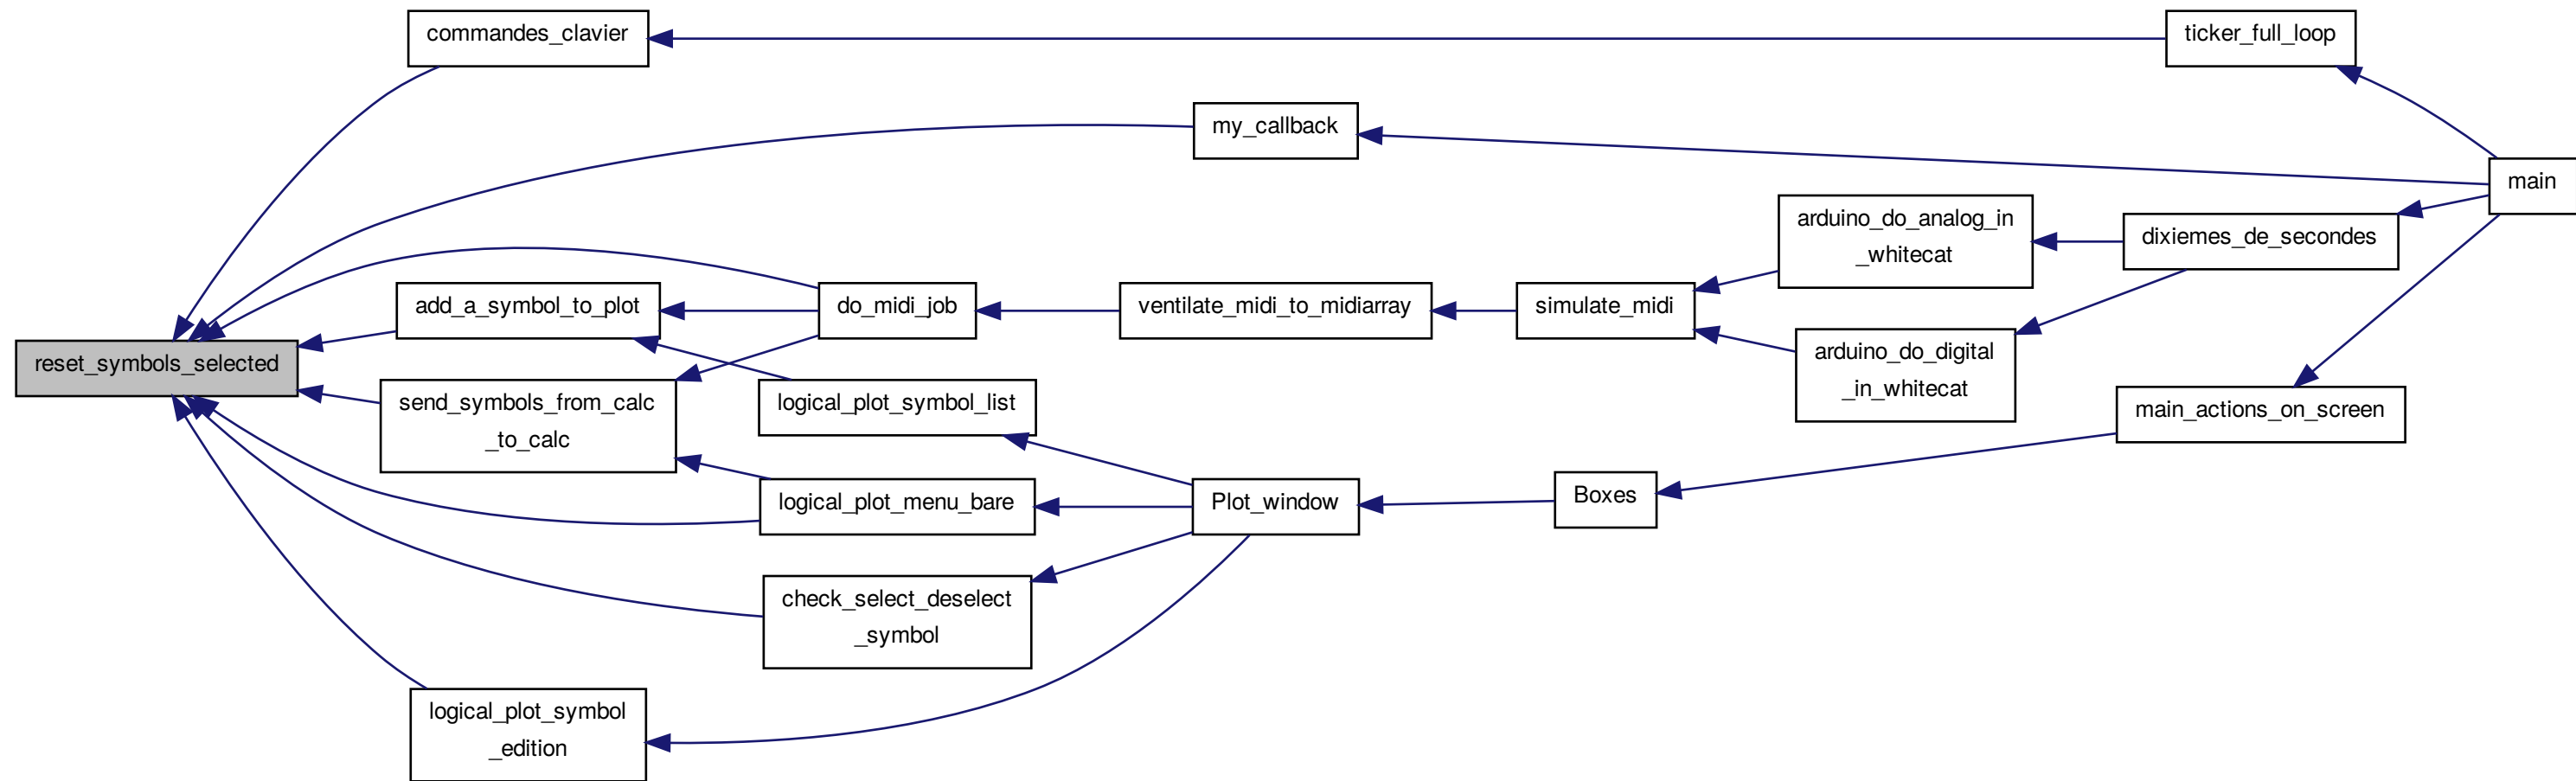 commandes_clavier
ticker_full_loop
my_callback
main
arduino_do_analog_in
_whitecat
dixiemes_de_secondes
add_a_symbol_to_plot
do_midi_job
ventilate_midi_to_midiarray
simulate_midi
reset_symbols_selected
arduino_do_digital
_in_whitecat
send_symbols_from_calc
_to_calc
logical_plot_symbol_list
main_actions_on_screen
logical_plot_menu_bare
Plot_window
Boxes
check_select_deselect
_symbol
logical_plot_symbol
_edition